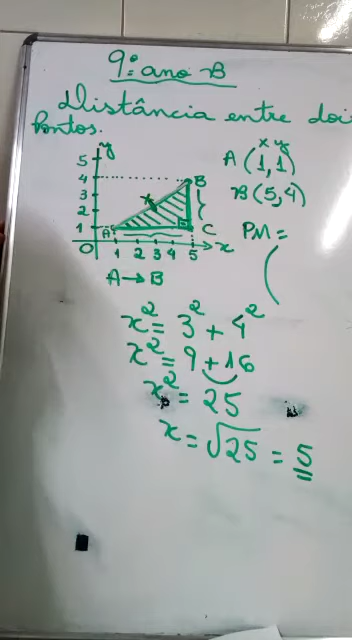 9º ano B
Distância entre doi
Pontos.
y
5
4
3
2
1
0
A
B
C
x
1 2 3 4 5
x
A → B
x y
A (1,1)
B (5,4)
PM = (
x² = 3² + 4²
x² = 9 + 16
x² = 25
x = √25 = 5